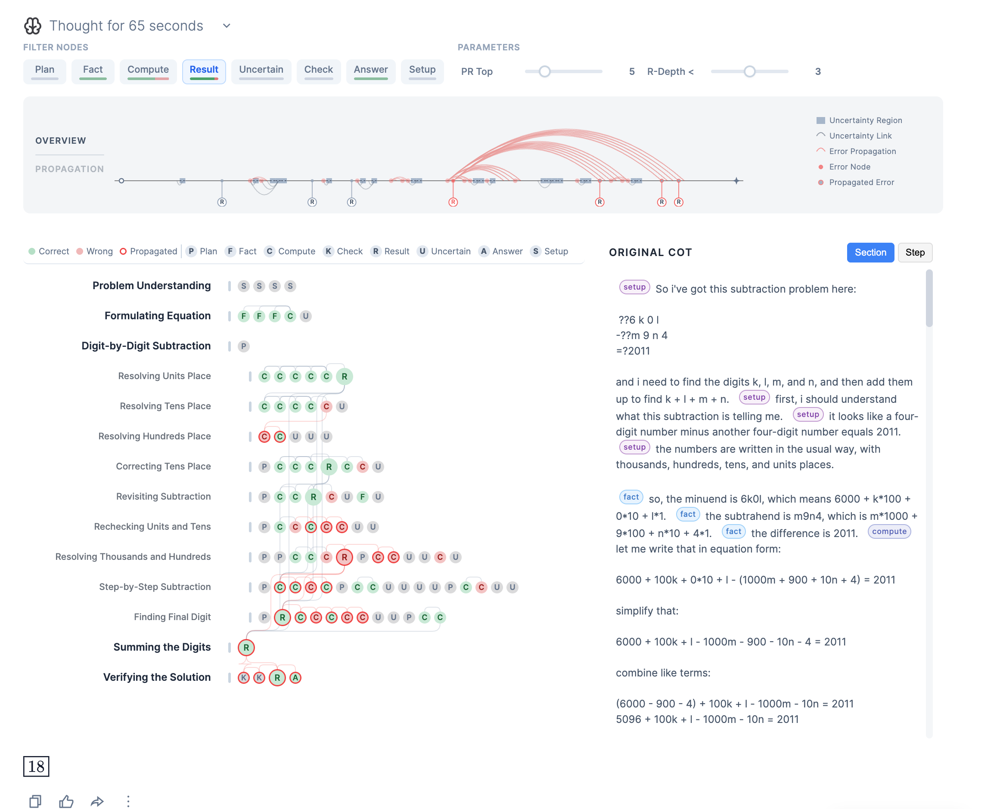 Thought for 65 seconds
FILTER NODES
PARAMETERS
Plan Fact Compute Result Uncertain Check Answer Setup
PR Top 5 R-Depth < 3
OVERVIEW
PROPAGATION
Uncertainty Region
Uncertainty Link
Error Propagation
Error Node
Propagated Error
R R R R R R R
Correct Wrong Propagated P Plan F Fact C Compute K Check R Result U Uncertain A Answer S Setup
Problem Understanding S S S S
Formulating Equation F F F C U
Digit-by-Digit Subtraction P
Resolving Units Place C C C C C R
Resolving Tens Place C C C C C U
Resolving Hundreds Place C C U U U
Correcting Tens Place P C C C R C C U
Revisiting Subtraction P C C R C U F U
Rechecking Units and Tens P C C C C C U U
Resolving Thousands and Hundreds P P C C C R P C C U U C U
Step-by-Step Subtraction P C C C C P C C U U U U P C C U U
Finding Final Digit P R C C C C C U U P C C
Summing the Digits R
Verifying the Solution K K R A
ORIGINAL COT
Section Step
setup So i've got this subtraction problem here:
??6 k 0 l
-??m 9 n 4
=?2011
and i need to find the digits k, l, m, and n, and then add them
up to find k + l + m + n. setup first, i should understand
what this subtraction is telling me. setup it looks like a four-
digit number minus another four-digit number equals 2011.
setup the numbers are written in the usual way, with
thousands, hundreds, tens, and units places.
fact so, the minuend is 6k0l, which means 6000 + k*100 +
0*10 + l*1. fact the subtrahend is m9n4, which is m*1000 +
9*100 + n*10 + 4*1. fact the difference is 2011. compute
let me write that in equation form:
6000 + 100k + 0*10 + l - (1000m + 900 + 10n + 4) = 2011
simplify that:
6000 + 100k + l - 1000m - 900 - 10n - 4 = 2011
combine like terms:
(6000 - 900 - 4) + 100k + l - 1000m - 10n = 2011
5096 + 100k + l - 1000m - 10n = 2011
18